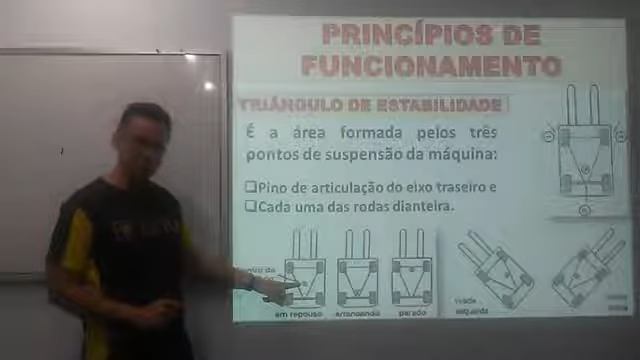 PRINCÍPIOS DE
FUNCIONAMENTO
TRIÂNGULO DE ESTABILIDADE
É a área formada pelos três
pontos de suspensão da máquina:
❑Pino de articulação do eixo traseiro e
❑Cada uma das rodas dianteira.
em repouso
arrancando
parado